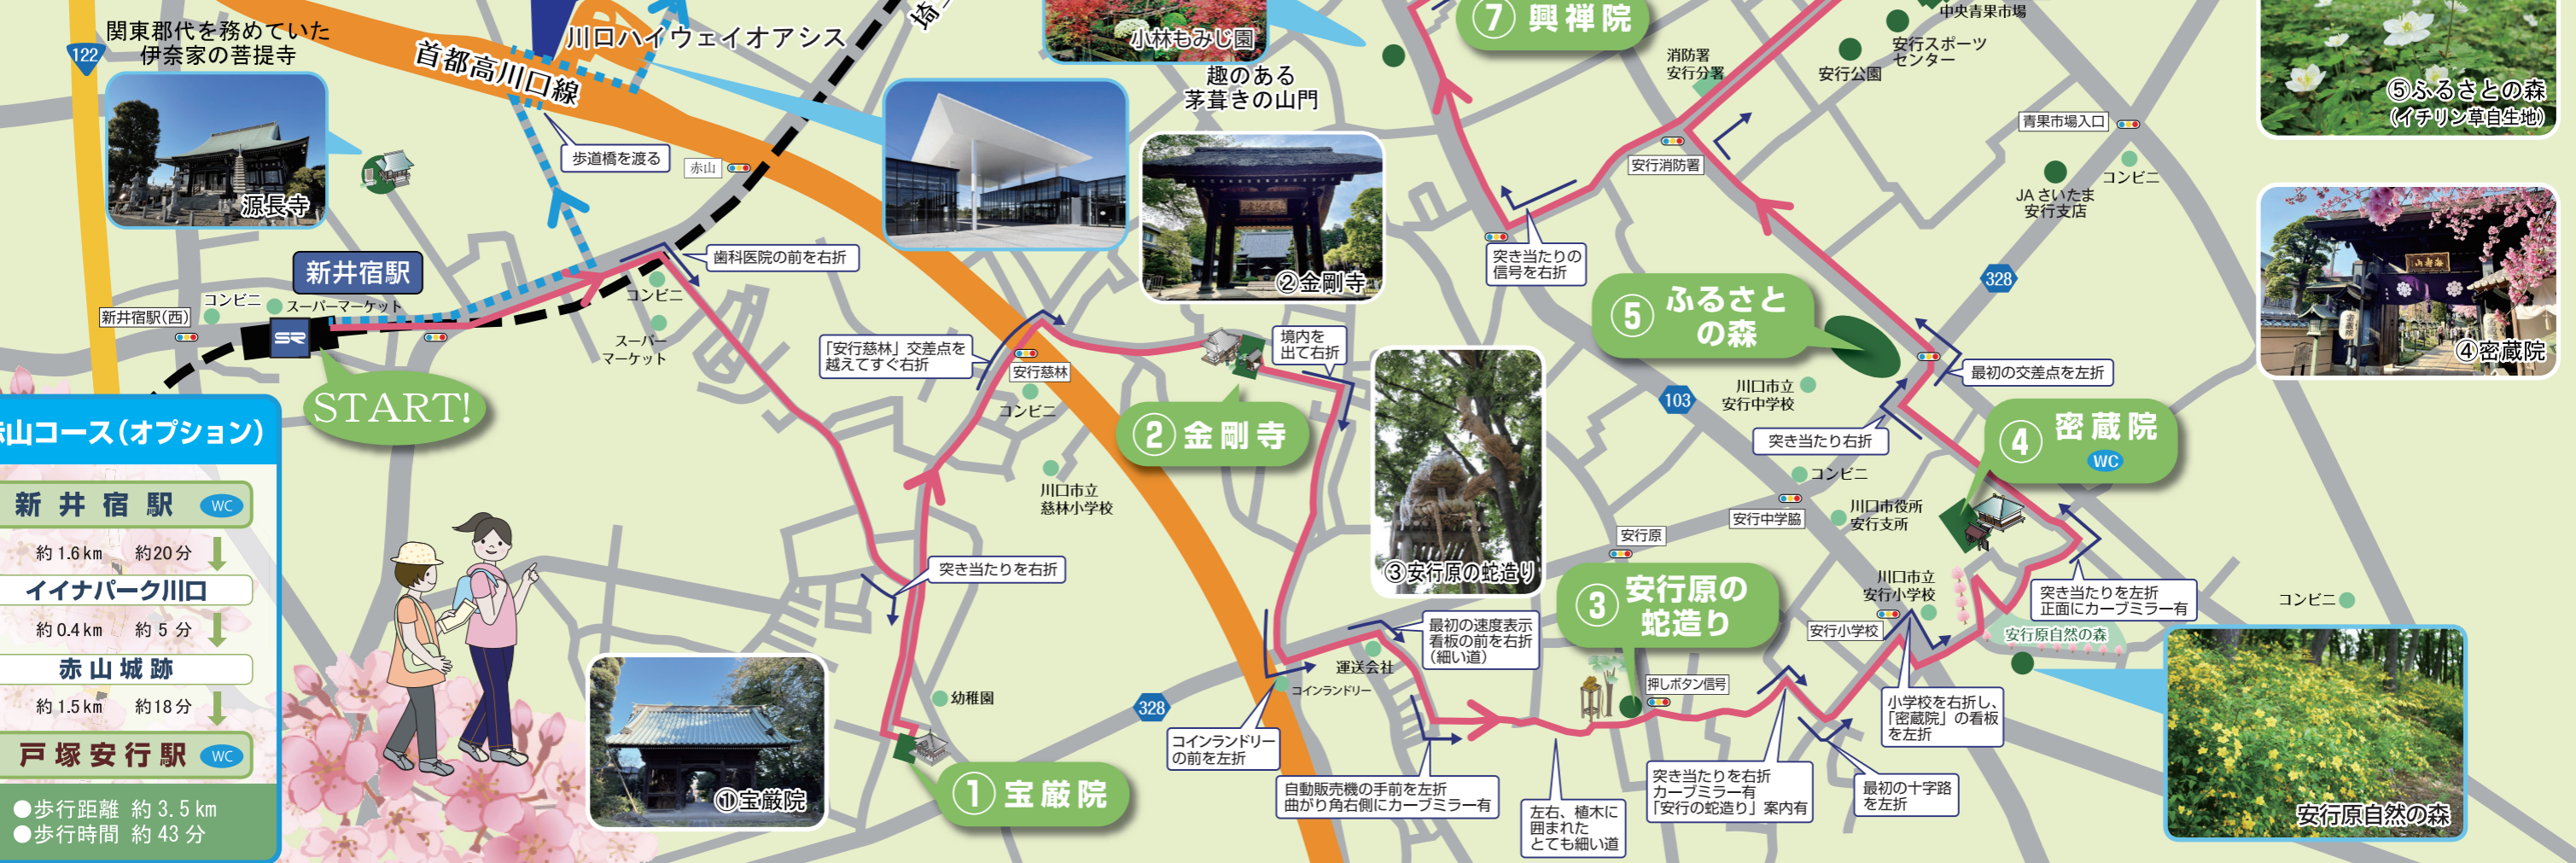 関東郡代を務めていた
伊奈家の菩提寺
122
源長寺
首都高川口線
川口ハイウェイオアシス
埼
小林もみじ園
趣のある
茅葺きの山門
⑦ 興禅院
消防署
安行分署
中央青果市場
安行スポーツ
センター
安行公園
⑤ふるさとの森
(イチリン草自生地)
青果市場入口
コンビニ
JAさいたま
安行支店
歩道橋を渡る
赤山
安行消防署
②金剛寺
突き当たりの
信号を右折
328
④密蔵院
新井宿駅
歯科医院の前を右折
コンビニ
スーパーマーケット
新井宿駅(西)
SR
コンビニ
スーパー
マーケット
START!
「安行慈林」交差点を
越えてすぐ右折
安行慈林
コンビニ
境内を
出て右折
② 金剛寺
③安行原の蛇造り
⑤ ふるさと
の森
103
川口市立
安行中学校
最初の交差点を左折
突き当たり右折
④ 密蔵院
WC
コンビニ
安行中学脇
川口市役所
安行支所
川口市立
慈林小学校
安行原
③ 安行原の
蛇造り
川口市立
安行小学校
安行小学校
突き当たりを左折
正面にカーブミラー有
安行原自然の森
コンビニ
安行原自然の森
突き当たりを右折
幼稚園
① 宝厳院
①宝厳院
328
コインランドリー
コインランドリー
の前を左折
運送会社
最初の速度表示
看板の前を右折
(細い道)
自動販売機の手前を左折
曲がり角右側にカーブミラー有
左右、植木に
囲まれた
とても細い道
押しボタン信号
突き当たりを右折
カーブミラー有
「安行の蛇造り」案内有
最初の十字路
を左折
小学校を右折し、
「密蔵院」の看板
を左折
山コース(オプション)
新井宿駅 WC
約1.6km 約20分
イイナパーク川口
約0.4km 約5分
赤山城跡
約1.5km 約18分
戸塚安行駅 WC
●歩行距離 約3.5km
●歩行時間 約43分